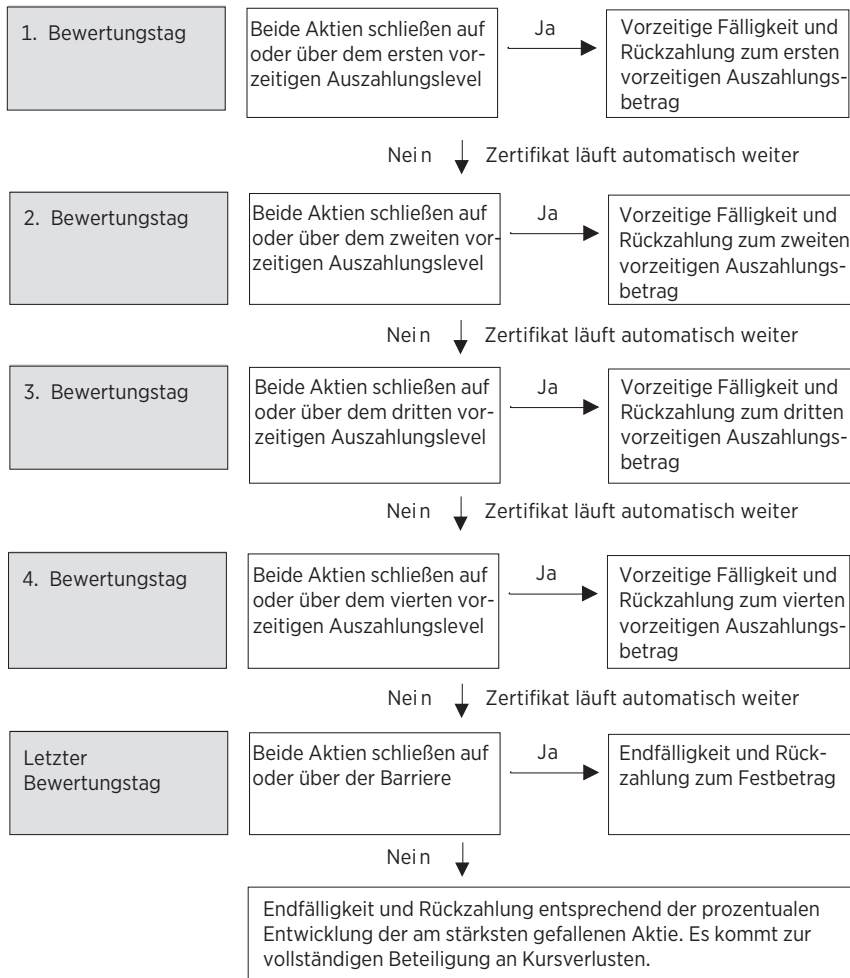 1. Bewertungstag
Beide Aktien schließen auf
oder über dem ersten vor-
zeitigen Auszahlungslevel
Ja
Vorzeitige Fälligkeit und
Rückzahlung zum ersten
vorzeitigen Auszahlungs-
betrag
Nein Zertifikat läuft automatisch weiter
2. Bewertungstag
Beide Aktien schließen auf
oder über dem zweiten vor-
zeitigen Auszahlungslevel
Ja
Vorzeitige Fälligkeit und
Rückzahlung zum zweiten
vorzeitigen Auszahlungs-
betrag
Nein Zertifikat läuft automatisch weiter
3. Bewertungstag
Beide Aktien schließen auf
oder über dem dritten vor-
zeitigen Auszahlungslevel
Ja
Vorzeitige Fälligkeit und
Rückzahlung zum dritten
vorzeitigen Auszahlungs-
betrag
Nein Zertifikat läuft automatisch weiter
4. Bewertungstag
Beide Aktien schließen auf
oder über dem vierten vor-
zeitigen Auszahlungslevel
Ja
Vorzeitige Fälligkeit und
Rückzahlung zum vierten
vorzeitigen Auszahlungs-
betrag
Nein Zertifikat läuft automatisch weiter
Letzter
Bewertungstag
Beide Aktien schließen auf
oder über der Barriere
Ja
Endfälligkeit und Rück-
zahlung zum Festbetrag
Nein
Endfälligkeit und Rückzahlung entsprechend der prozentualen
Entwicklung der am stärksten gefallenen Aktie. Es kommt zur
vollständigen Beteiligung an Kursverlusten.